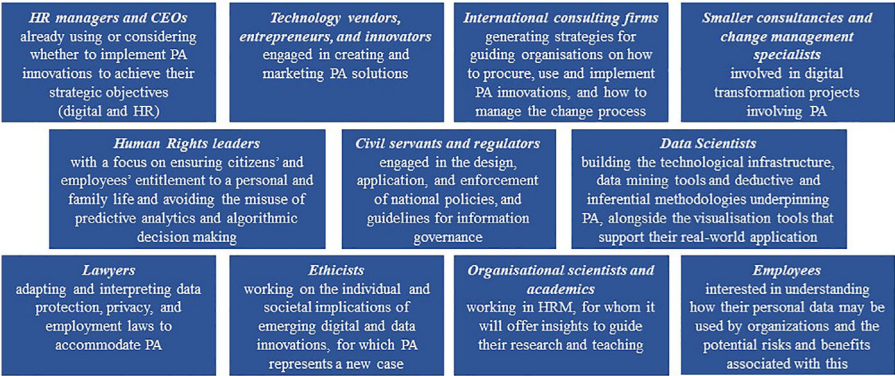 HR managers and CEOs
already using or considering
whether to implement PA
innovations to achieve their
strategic objectives
(digital and HR)
Technology vendors,
entrepreneurs, and innovators
engaged in creating and
marketing PA solutions
International consulting firms
generating strategies for
guiding organisations on how
to procure, use and implement
PA innovations, and how to
manage the change process
Smaller consultancies and
change management
specialists
involved in digital
transformation projects
involving PA
Human Rights leaders
with a focus on ensuring citizens’ and
employees’ entitlement to a personal and
family life and avoiding the misuse of
predictive analytics and algorithmic
decision making
Civil servants and regulators
engaged in the design,
application, and enforcement
of national policies, and
guidelines for information
governance
Data Scientists
building the technological infrastructure,
data mining tools and deductive and
inferential methodologies underpinning
PA, alongside the visualisation tools that
support their real-world application
Lawyers
adapting and interpreting data
protection, privacy, and
employment laws to
accommodate PA
Ethicists
working on the individual and
societal implications of
emerging digital and data
innovations, for which PA
represents a new case
Organisational scientists and
academics
working in HRM, for whom it
will offer insights to guide
their research and teaching
Employees
interested in understanding
how their personal data may be
used by organizations and the
potential risks and benefits
associated with this